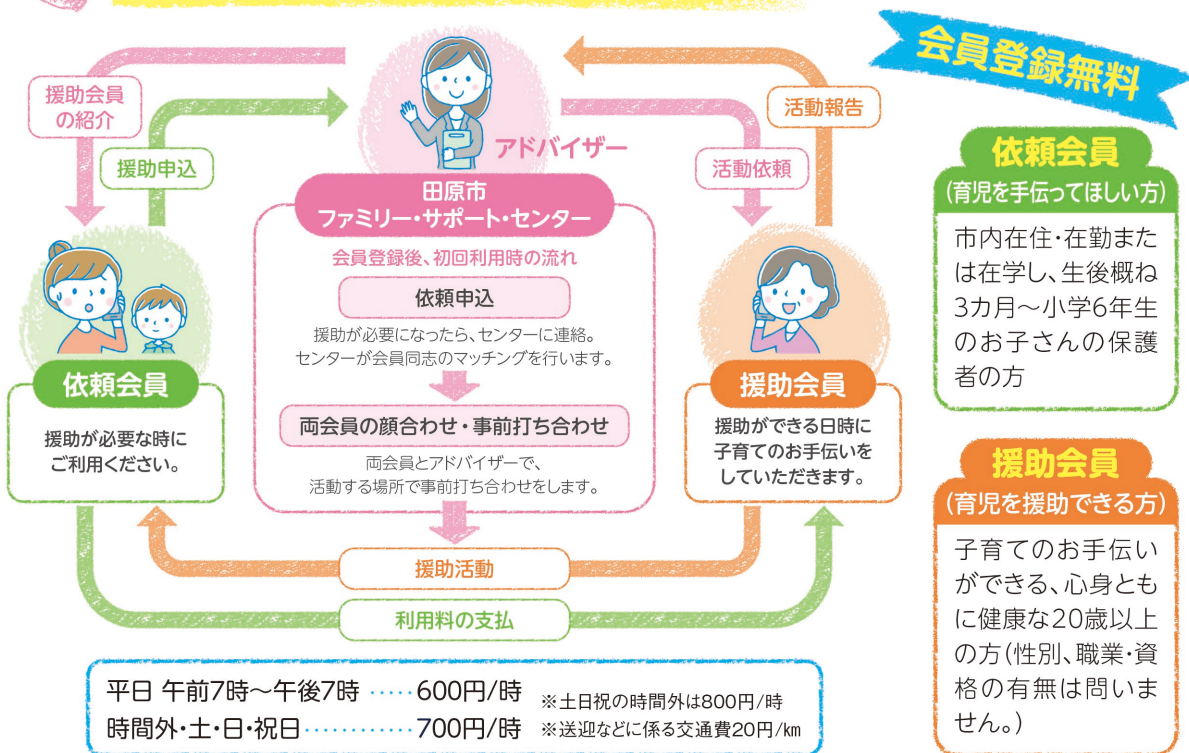 会員登録無料
援助会員
の紹介
援助申込
アドバイザー
活動依頼
活動報告
田原市
ファミリー・サポート・センター
会員登録後、初回利用時の流れ
依頼申込
援助が必要になったら、センターに連絡。
センターが会員同志のマッチングを行います。
両会員の顔合わせ・事前打ち合わせ
両会員とアドバイザーで、
活動する場所で事前打ち合わせをします。
依頼会員
援助が必要な時に
ご利用ください。
援助会員
援助ができる日時に
子育てのお手伝いを
していただきます。
援助活動
利用料の支払
平日 午前7時〜午後7時 ‥‥‥600円/時 ※土日祝の時間外は800円/時
時間外・土・日・祝日‥‥‥‥‥‥700円/時 ※送迎などに係る交通費20円/㎞
依頼会員
(育児を手伝ってほしい方)
市内在住・在勤また
は在学し、生後概ね
3カ月〜小学6年生
のお子さんの保護
者の方
援助会員
(育児を援助できる方)
子育てのお手伝い
ができる、心身とも
に健康な20歳以上
の方(性別、職業・資
格の有無は問いま
せん。)